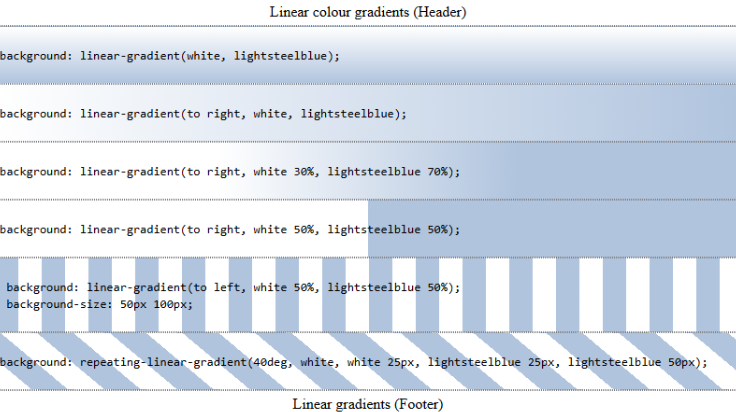 Linear colour gradients (Header)
background: linear-gradient(white, lightsteelblue);
background: linear-gradient(to right, white, lightsteelblue);
background: linear-gradient(to right, white 30%, lightsteelblue 70%);
background: linear-gradient(to right, white 50%, lightsteelblue 50%);
background: linear-gradient(to left, white 50%, lightsteelblue 50%);
background-size: 50px 100px;
background: repeating-linear-gradient(40deg, white, white 25px, lightsteelblue 25px, lightsteelblue 50px);
Linear gradients (Footer)